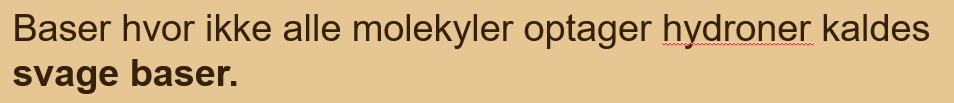 Baser hvor ikke alle molekyler optager hydroner kaldes
svage baser.